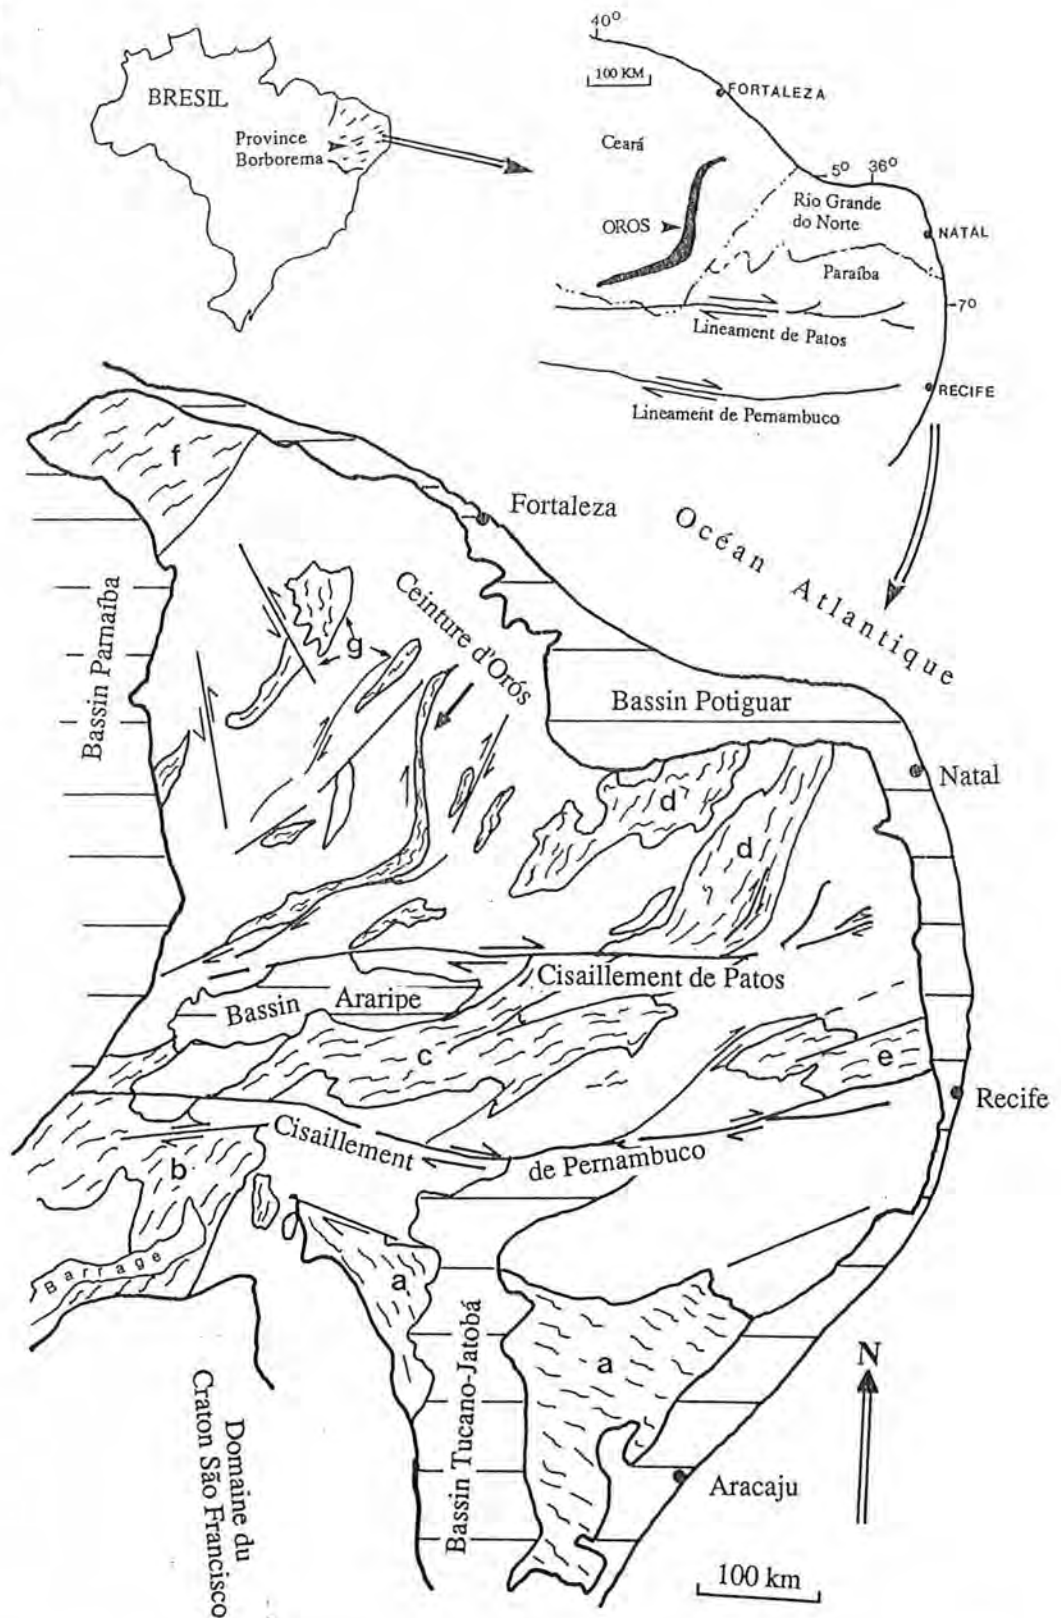 BRESIL
Province
Borborema
40°
100 KM
FORTALEZA
Ceará
5°
36°
Rio Grande
do Norte
NATAL
OROS
Paraíba
7°
Lineament de Patos
RECIFE
Lineament de Pernambuco
f
Fortaleza
Océan Atlantique
Bassin Parnaíba
g
Ceinture d'Orós
Bassin Potiguar
Natal
d
d
Cisaillement de Patos
Bassin Araripe
c
e
Recife
Cisaillement
de Pernambuco
b
Barrage
a
a
Bassin Tucano-Jatobá
N
Domaine du
Craton São Francisco
Aracaju
100 km